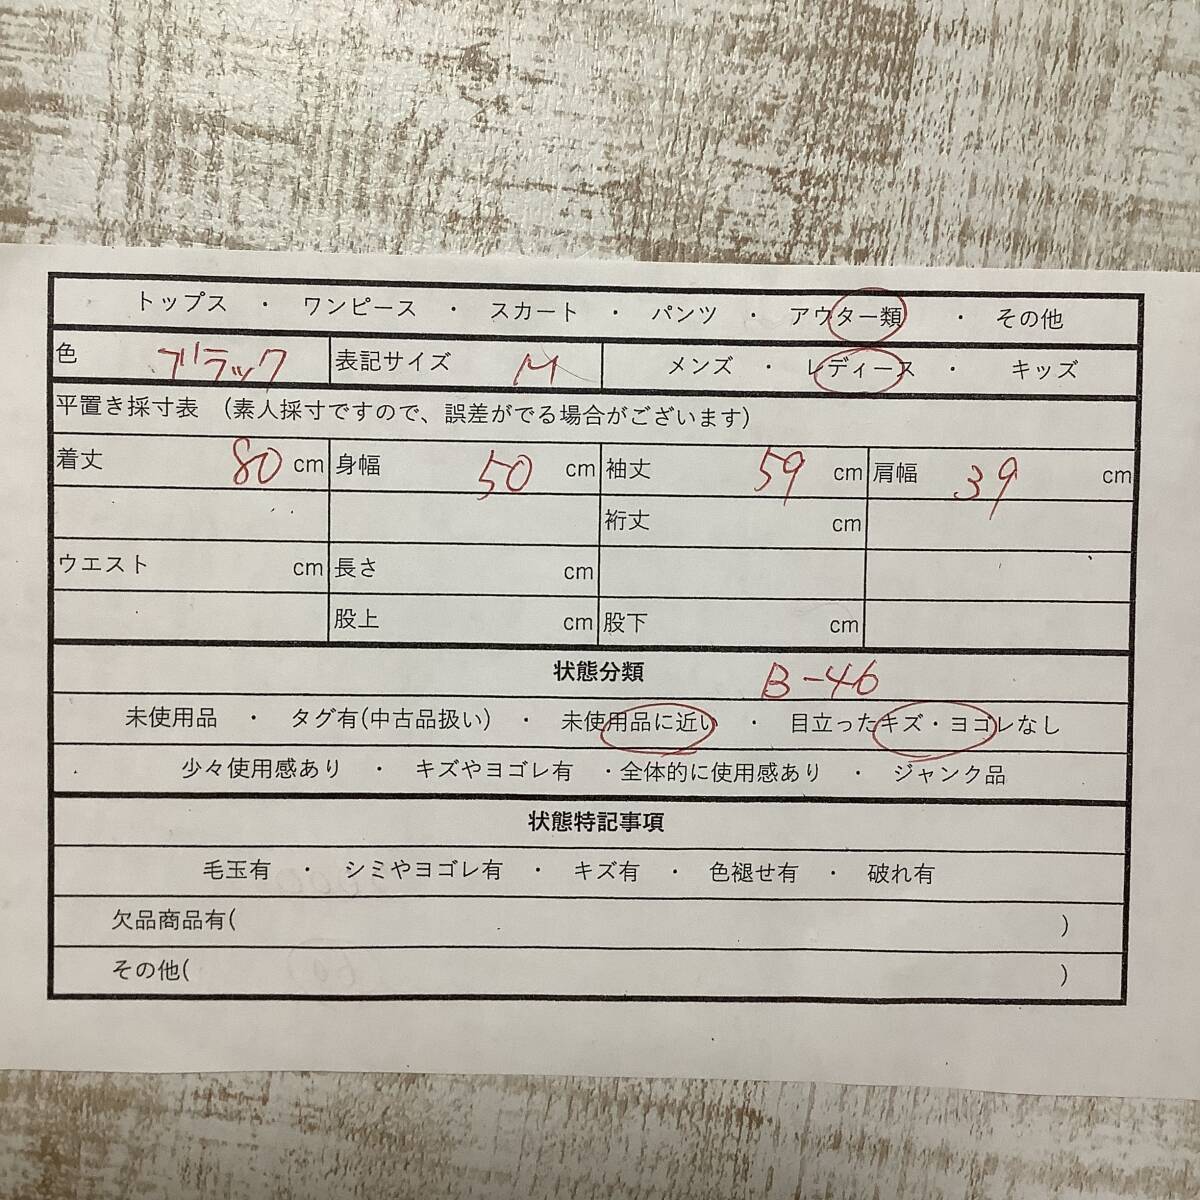 トップス ・ ワンピース ・ スカート ・ パンツ ・ アウター類 ・ その他
色 ブラック 表記サイズ M メンズ ・ レディース ・ キッズ
平置き採寸表 (素人採寸ですので、誤差がでる場合がございます)
着丈 80 cm 身幅 50 cm 袖丈 59 cm 肩幅 39 cm
裄丈 cm
ウエスト cm 長さ cm
股上 cm 股下 cm
状態分類 B-46
未使用品 ・ タグ有(中古品扱い) ・ 未使用品に近い ・ 目立ったキズ・ヨゴレなし
少々使用感あり ・ キズやヨゴレ有 ・全体的に使用感あり ・ ジャンク品
状態特記事項
毛玉有 ・ シミやヨゴレ有 ・ キズ有 ・ 色褪せ有 ・ 破れ有
欠品商品有( )
その他( )